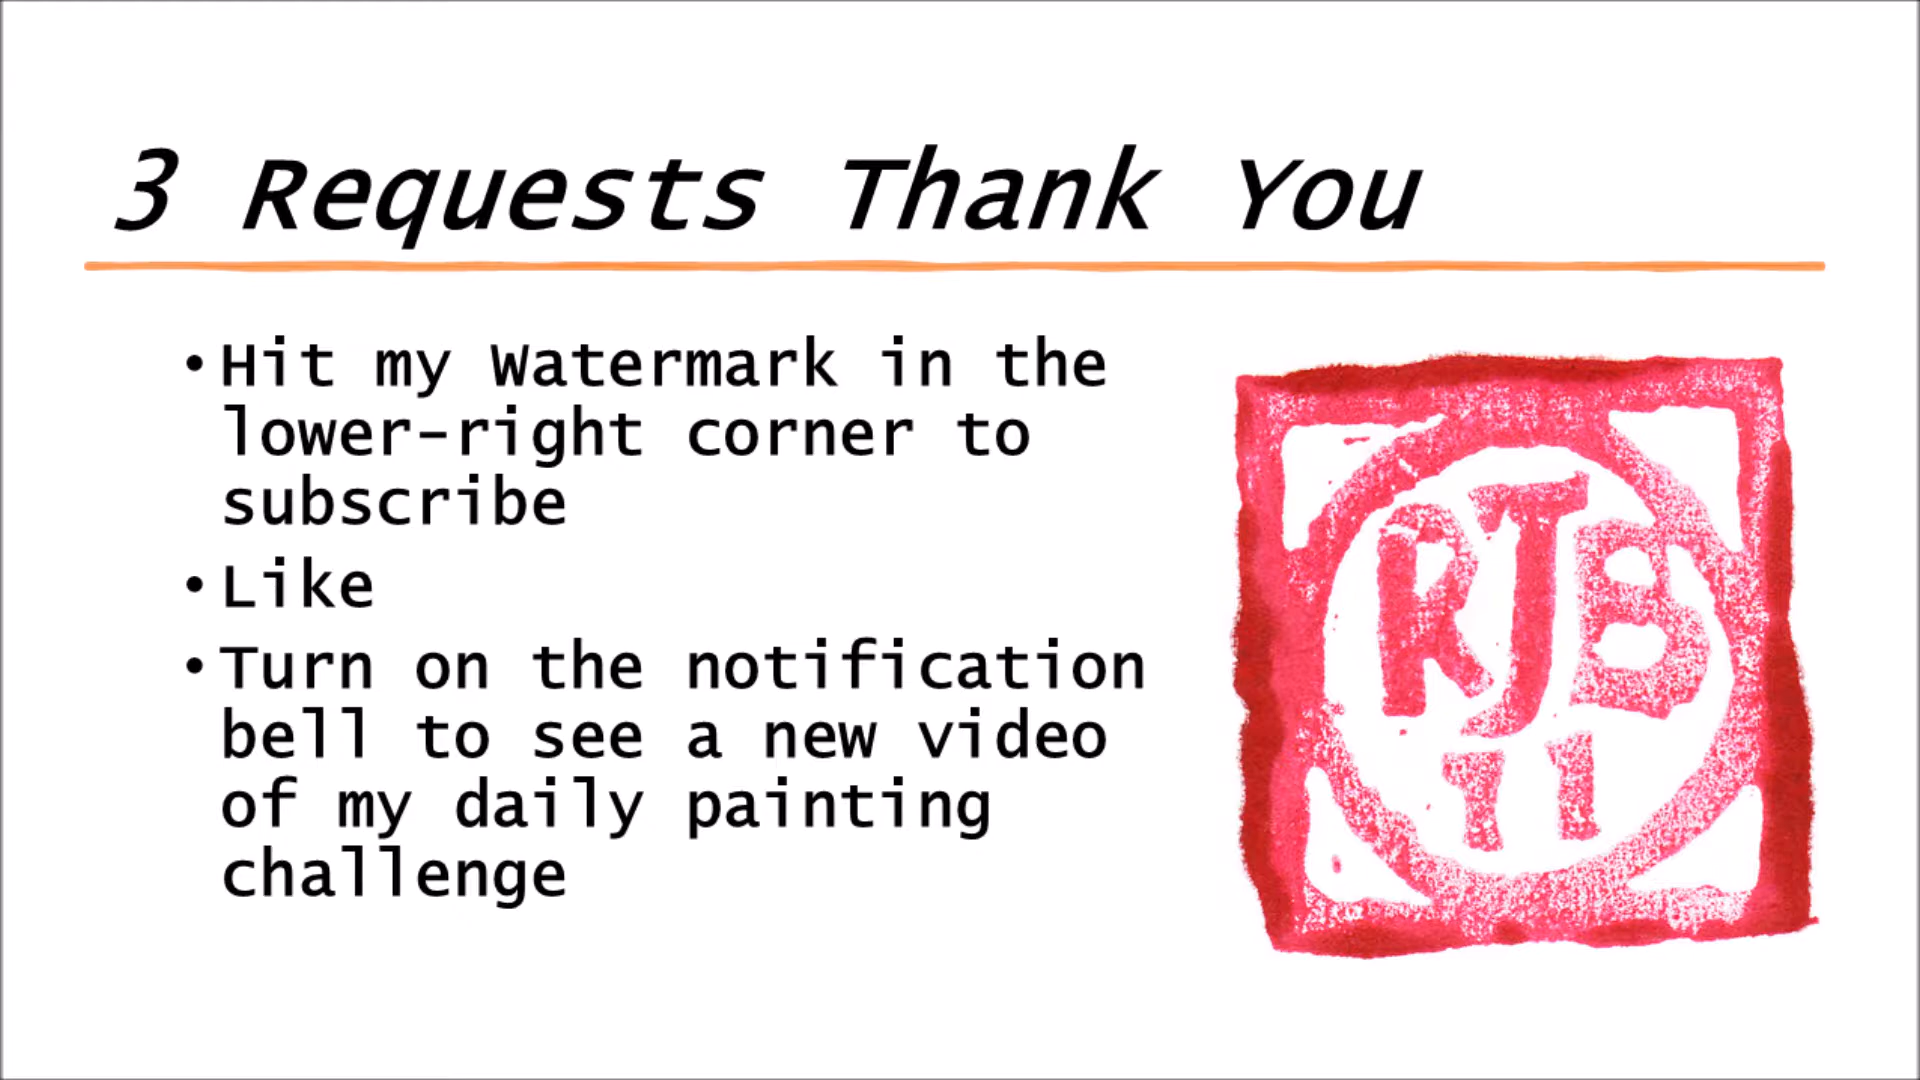 3 Requests Thank You
• Hit my Watermark in the
lower-right corner to
subscribe
• Like
• Turn on the notification
bell to see a new video
of my daily painting
challenge
RJB
11